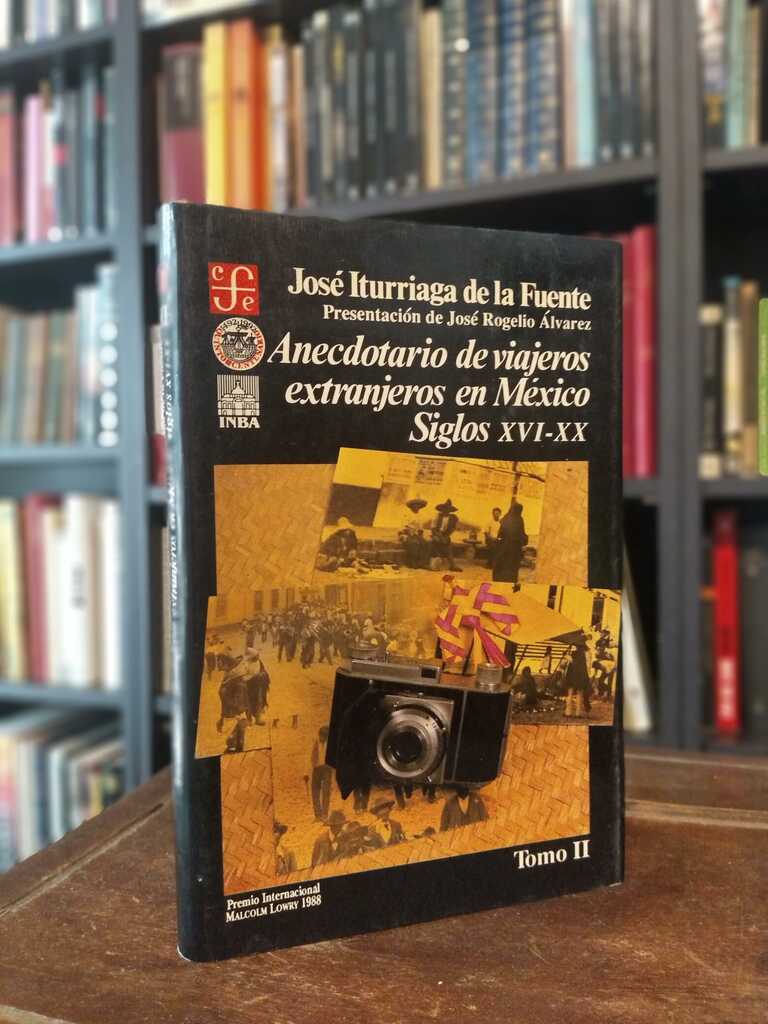 c
f
e
José Iturriaga de la Fuente
Presentación de José Rogelio Álvarez
Anecdotario de viajeros
extranjeros en México
Siglos XVI-XX
INBA
Tomo II
Premio Internacional
MALCOLM LOWRY 1988